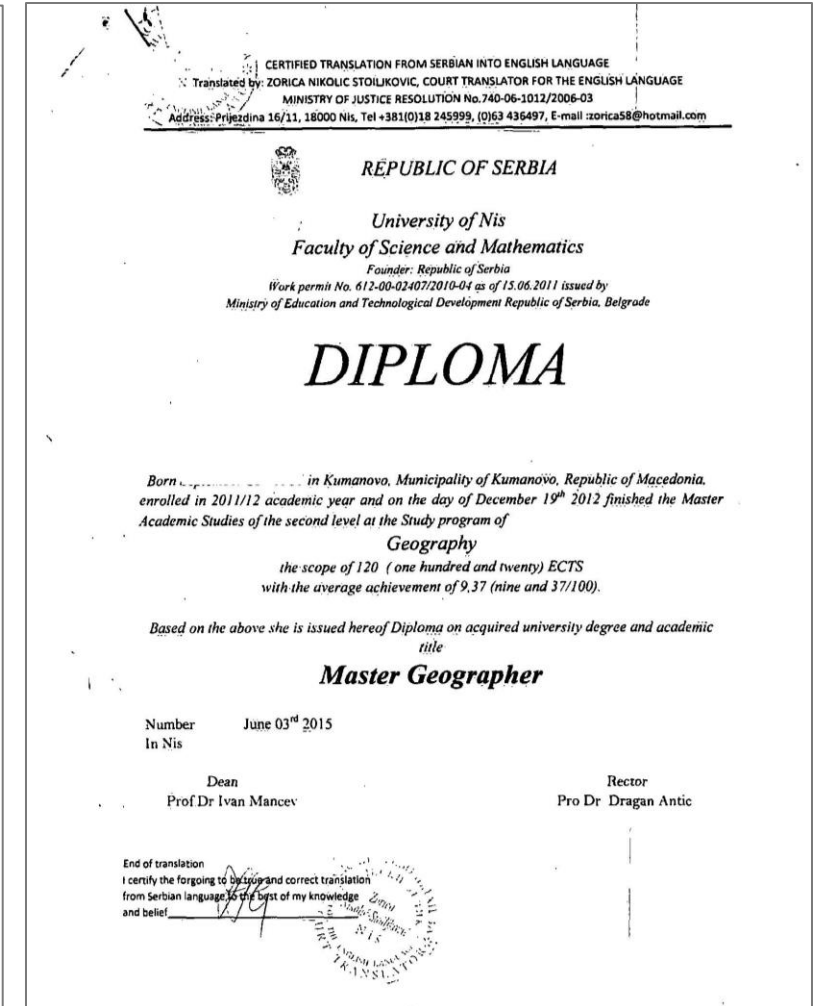 CERTIFIED TRANSLATION FROM SERBIAN INTO ENGLISH LANGUAGE
Translated by: ZORICA NIKOLIC STOILJKOVIC, COURT TRANSLATOR FOR THE ENGLISH LANGUAGE
MINISTRY OF JUSTICE RESOLUTION No.740-06-1012/2006-03
Address: Prijezdina 16/11, 18000 Nis, Tel +381(0)18 245999, (0)63 436497, E-mail :zorica58@hotmail.com
REPUBLIC OF SERBIA
University of Nis
Faculty of Science and Mathematics
Founder: Republic of Serbia
Work permit No. 612-00-02407/2010-04 as of 15.06.2011 issued by
Ministry of Education and Technological Development Republic of Serbia, Belgrade
DIPLOMA
Born in Kumanovo, Municipality of Kumanovo, Republic of Macedonia,
enrolled in 2011/12 academic year and on the day of December 19th 2012 finished the Master
Academic Studies of the second level at the Study program of
Geography
the scope of 120 ( one hundred and twenty) ECTS
with the average achievement of 9,37 (nine and 37/100).
Based on the above she is issued hereof Diploma on acquired university degree and academic
title
Master Geographer
Number June 03rd 2015
In Nis
Dean Rector
Prof Dr Ivan Mancev Pro Dr Dragan Antic
End of translation
I certify the forgoing to be true and correct translation
from Serbian language to the best of my knowledge
and belief
Nis
COURT TRANSLATOR